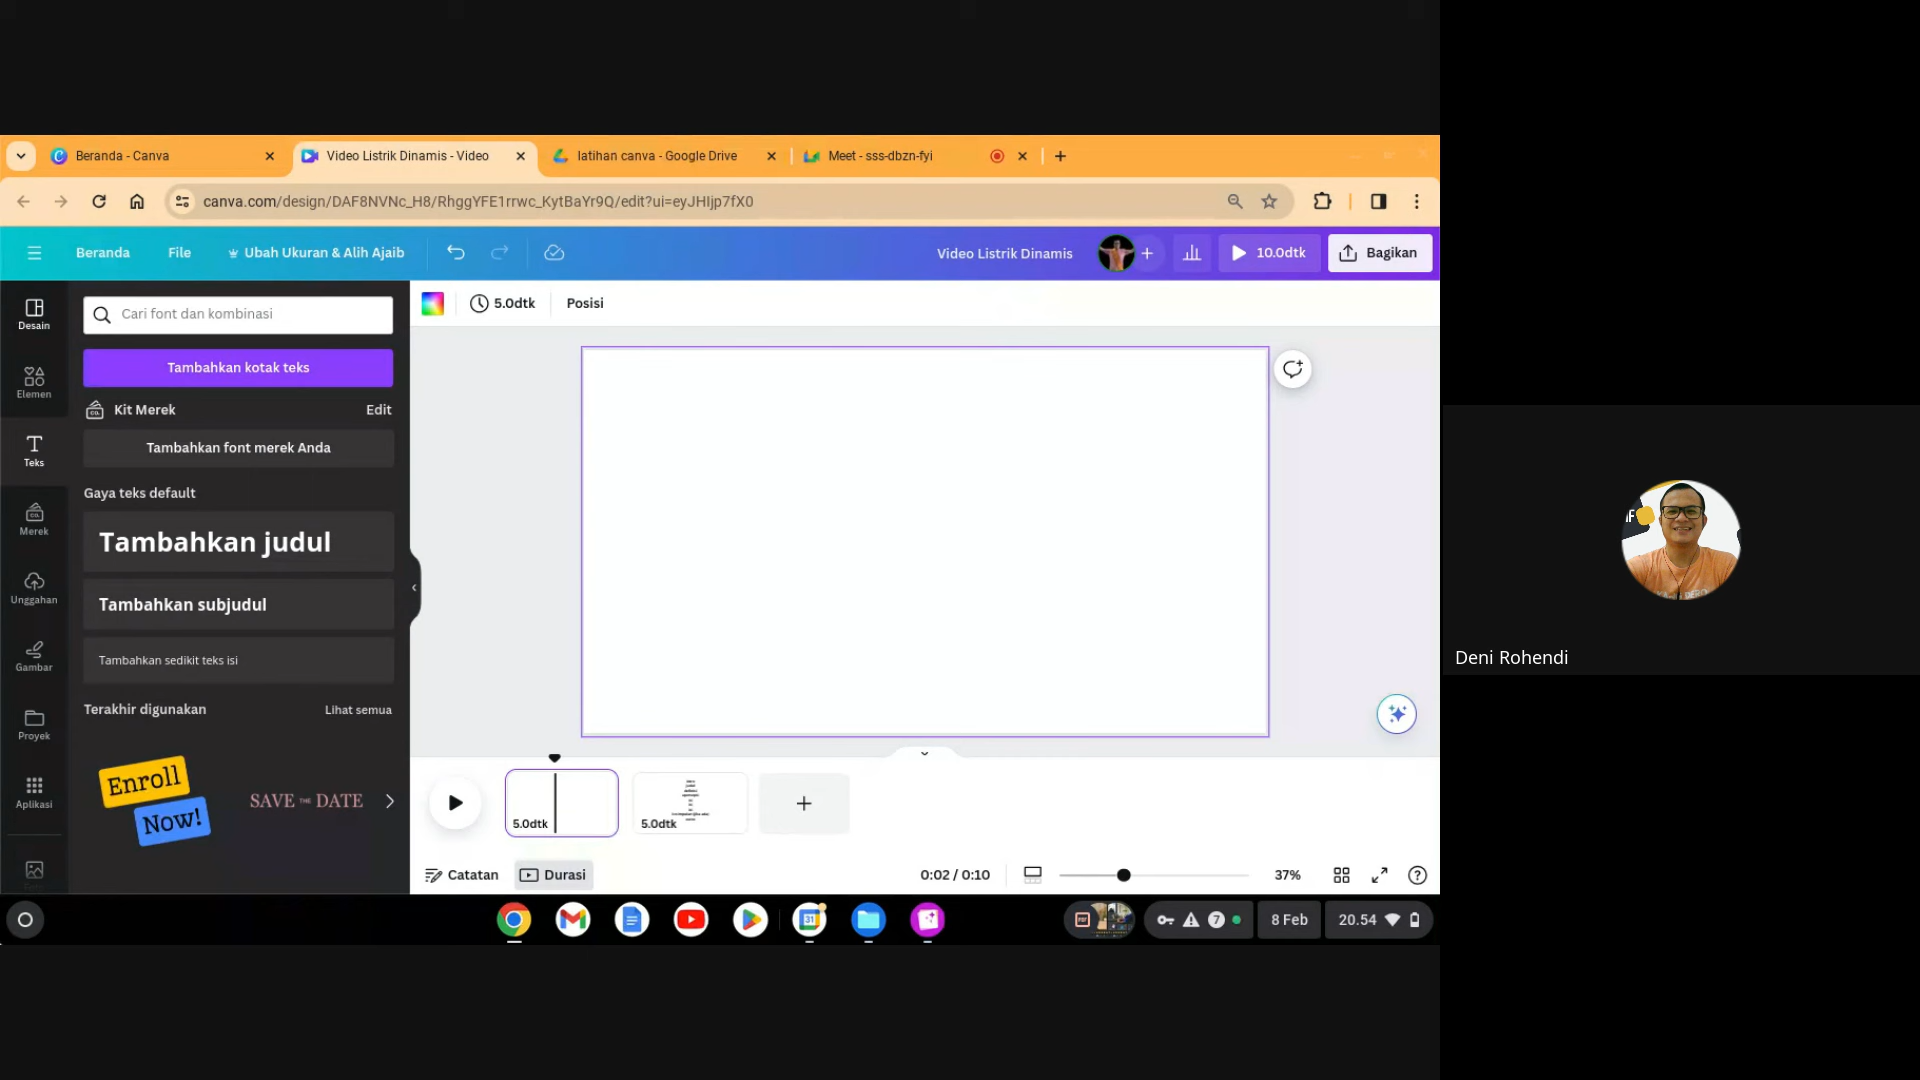 Beranda - Canva
Video Listrik Dinamis - Video
latihan canva - Google Drive
Meet - sss-dbzn-fyi
canva.com/design/DAF8NVNc_H8/RhggYFE1rrwc_KytBaYr9Q/edit?ui=eyJHIjp7fX0
Beranda
File
Ubah Ukuran & Alih Ajaib
Video Listrik Dinamis
10.0dtk
Bagikan
Desain
Elemen
Teks
Merek
Unggahan
Gambar
Proyek
Aplikasi
Cari font dan kombinasi
Tambahkan kotak teks
Kit Merek
Edit
Tambahkan font merek Anda
Gaya teks default
Tambahkan judul
Tambahkan subjudul
Tambahkan sedikit teks isi
Terakhir digunakan
Lihat semua
Enroll
Now!
SAVE THE DATE
5.0dtk
Posisi
5.0dtk
5.0dtk
Catatan
Durasi
0:02 / 0:10
37%
7
8 Feb
20.54
Deni Rohendi